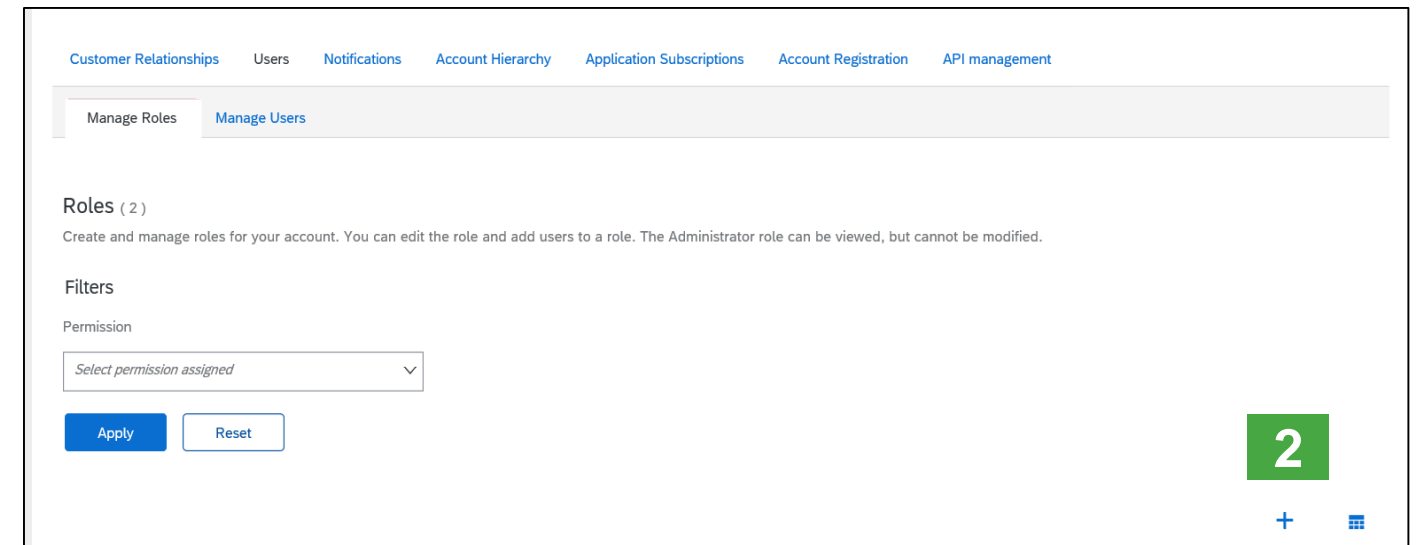 Customer Relationships Users Notifications Account Hierarchy Application Subscriptions Account Registration API management
Manage Roles Manage Users
Roles ( 2 )
Create and manage roles for your account. You can edit the role and add users to a role. The Administrator role can be viewed, but cannot be modified.
Filters
Permission
Select permission assigned
Apply Reset
2
+